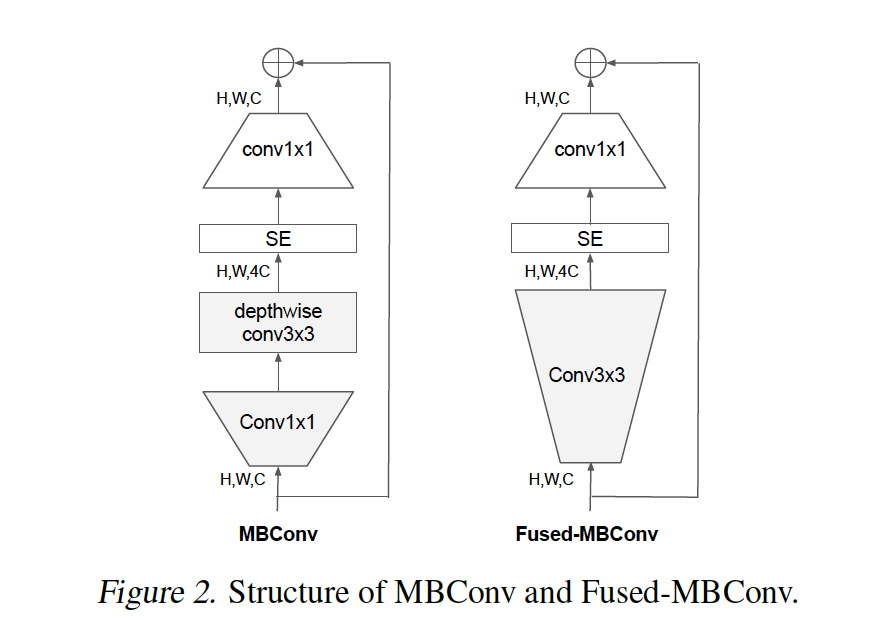 H,W,C
conv1x1
SE
H,W,4C
depthwise
conv3x3
Conv1x1
H,W,C
MBConv
H,W,C
conv1x1
SE
H,W,4C
Conv3x3
H,W,C
Fused-MBConv
Figure 2. Structure of MBConv and Fused-MBConv.